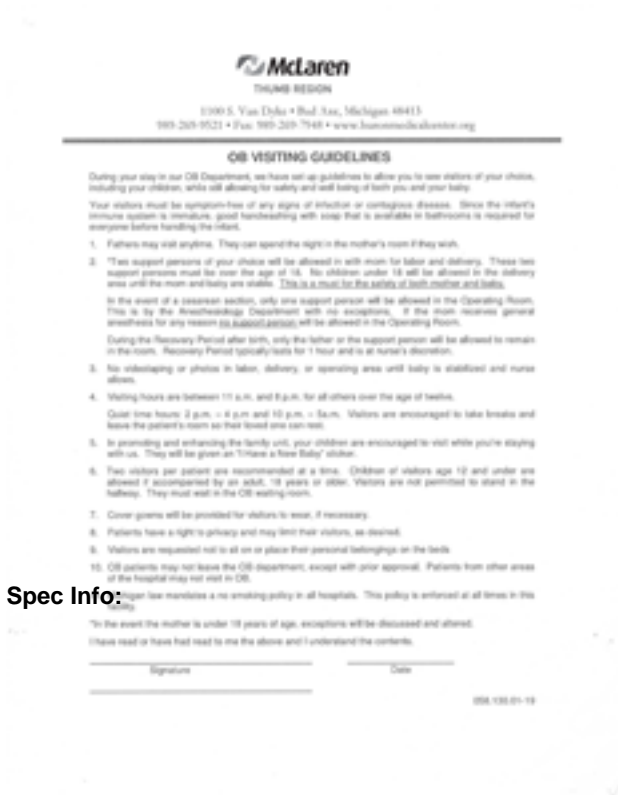 McLaren
THUMB REGION
1100 S. Van Dyke • Bad Axe, Michigan 48413
989-269-9521 • Fax: 989-269-7948 • www.huronmedicalcenter.org
OB VISITING GUIDELINES
During your stay in our OB Department, we have set up guidelines to allow you to see visitors of your choice,
including your children, while still allowing for safety and well being of both you and your baby.
Your visitors must be symptom-free of any signs of infection or contagious disease. Since the infant's
immune system is immature, good handwashing with soap that is available in bathrooms is required for
everyone before handling the infant.
1. Fathers may visit anytime. They can spend the night in the mother's room if they wish.
2. *Two support persons of your choice will be allowed in with mom for labor and delivery. These two
support persons must be over the age of 18. No children under 18 will be allowed in the delivery
area until the mom and baby are stable. This is a must for the safety of both mother and baby.
In the event of a cesarean section, only one support person will be allowed in the Operating Room.
This is by the Anesthesiology Department with no exceptions. If the mom receives general
anesthesia for any reason no support person will be allowed in the Operating Room.
During the Recovery Period after birth, only the father or the support person will be allowed to remain
in the room. Recovery Period typically lasts for 1 hour and is at nurse's discretion.
3. No videotaping or photos in labor, delivery, or operating area until baby is stabilized and nurse
allows.
4. Visiting hours are between 11 a.m. and 8 p.m. for all others over the age of twelve.
Quiet time hours: 2 p.m. – 4 p.m and 10 p.m. – 5a.m. Visitors are encouraged to take breaks and
leave the patient's room so their loved one can rest.
5. In promoting and enhancing the family unit, your children are encouraged to visit while you're staying
with us. They will be given an "I Have a New Baby" sticker.
6. Two visitors per patient are recommended at a time. Children of visitors age 12 and under are
allowed if accompanied by an adult, 18 years or older. Visitors are not permitted to stand in the
hallway. They must wait in the OB waiting room.
7. Cover gowns will be provided for visitors to wear, if necessary.
8. Patients have a right to privacy and may limit their visitors, as desired.
9. Visitors are requested not to sit on or place their personal belongings on the beds
10. OB patients may not leave the OB department, except with prior approval. Patients from other areas
of the hospital may not visit in OB.
Spec Info:
law mandates a no smoking policy in all hospitals. This policy is enforced at all times in this
facility.
*In the event the mother is under 18 years of age, exceptions will be discussed and altered.
I have read or have had read to me the above and I understand the contents.
Signature Date